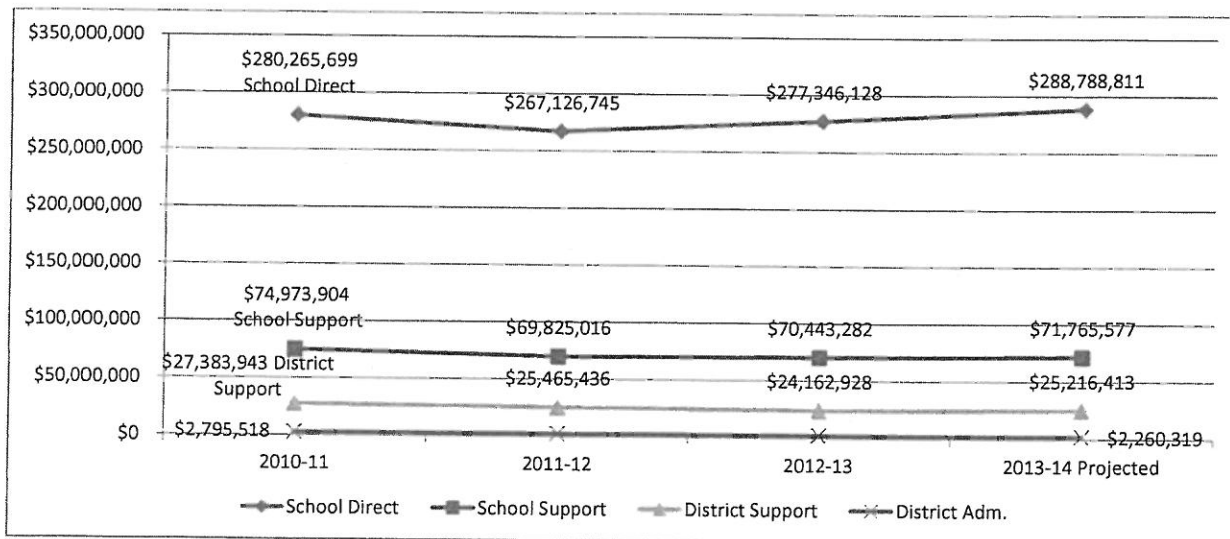 $350,000,000
$280,265,699
School Direct
$300,000,000
$267,126,745
$277,346,128
$288,788,811
$250,000,000
$200,000,000
$150,000,000
$74,973,904
School Support
$100,000,000
$69,825,016
$70,443,282
$71,765,577
$27,383,943 District
Support
$50,000,000
$25,465,436
$24,162,928
$25,216,413
$0
$2,795,518
$2,260,319
2010-11
2011-12
2012-13
2013-14 Projected
School Direct
School Support
District Support
District Adm.